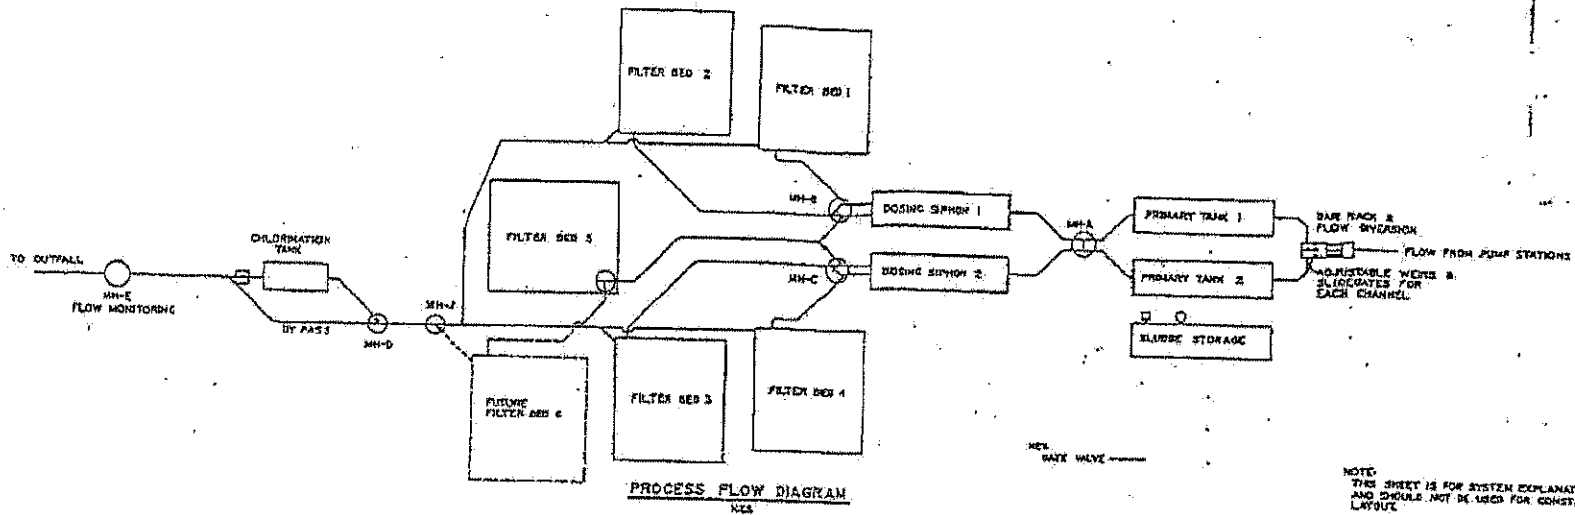 FILTER BED 2
FILTER BED 1
MH-B
DOSING SIPHON 1
MH-A
PRIMARY TANK 1
BAR RACK &
FLOW DIVERSION
FILTER BED 5
CHLORINATION
TANK
TO OUTFALL
FLOW FROM PUMP STATIONS
MH-C
DOSING SIPHON 2
PRIMARY TANK 2
ADJUSTABLE WEIRS &
SLIDEGATES FOR
EACH CHANNEL
MH-E
FLOW MONITORING
BY PASS
MH-D
MH-J
SLUDGE STORAGE
FUTURE
FILTER BED 6
FILTER BED 3
FILTER BED 4
GATE VALVE
PROCESS FLOW DIAGRAM
NOTE:
THIS SHEET IS FOR SYSTEM EXPLANAT
AND SHOULD NOT BE USED FOR CONST
LAYOUT